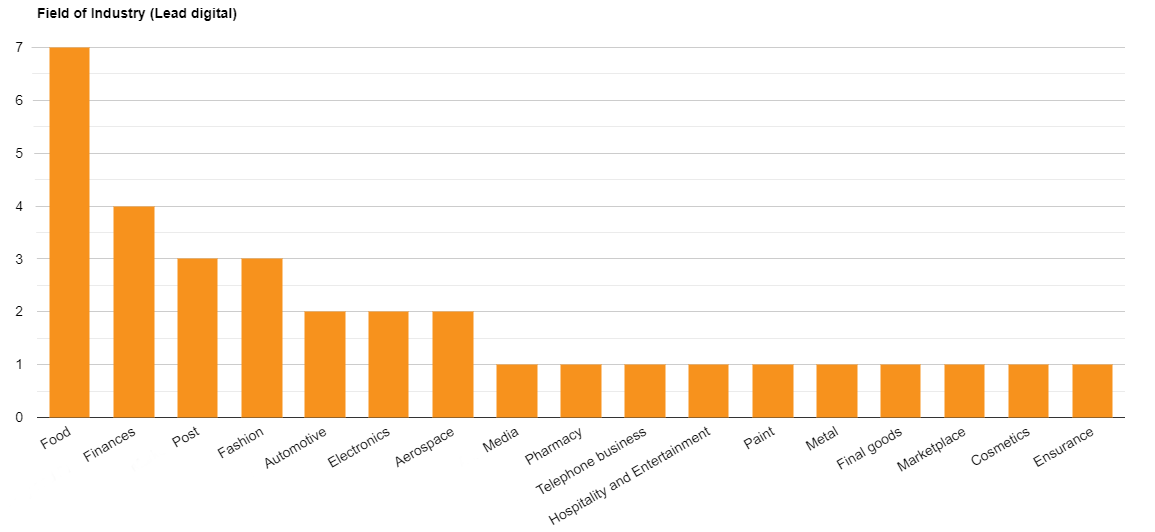 Field of Industry (Lead digital)
7
6
5
4
3
2
1
0
Food
Finances
Post
Fashion
Automotive
Electronics
Aerospace
Media
Pharmacy
Telephone business
Hospitality and Entertainment
Paint
Metal
Final goods
Marketplace
Cosmetics
Ensurance